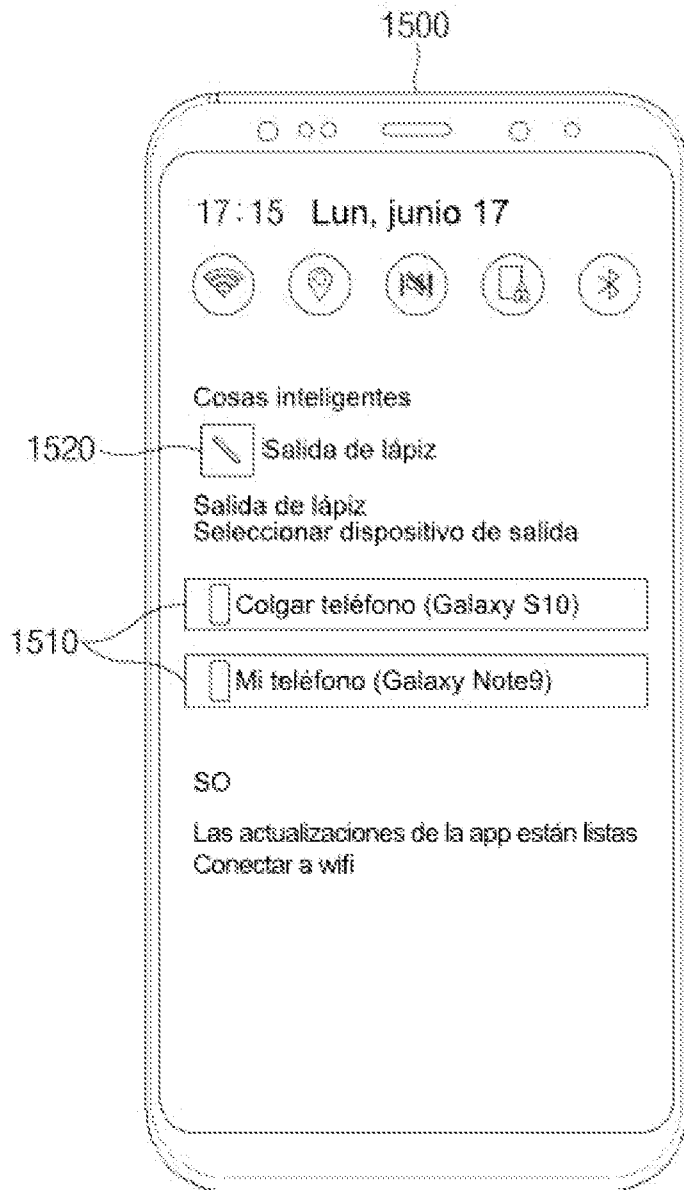 1500
17:15 Lun, junio 17
Cosas inteligentes
1520
Salida de lápiz
Salida de lápiz
Seleccionar dispositivo de salida
Colgar teléfono (Galaxy S10)
1510
Mi teléfono (Galaxy Note9)
SO
Las actualizaciones de la app están listas
Conectar a wifi